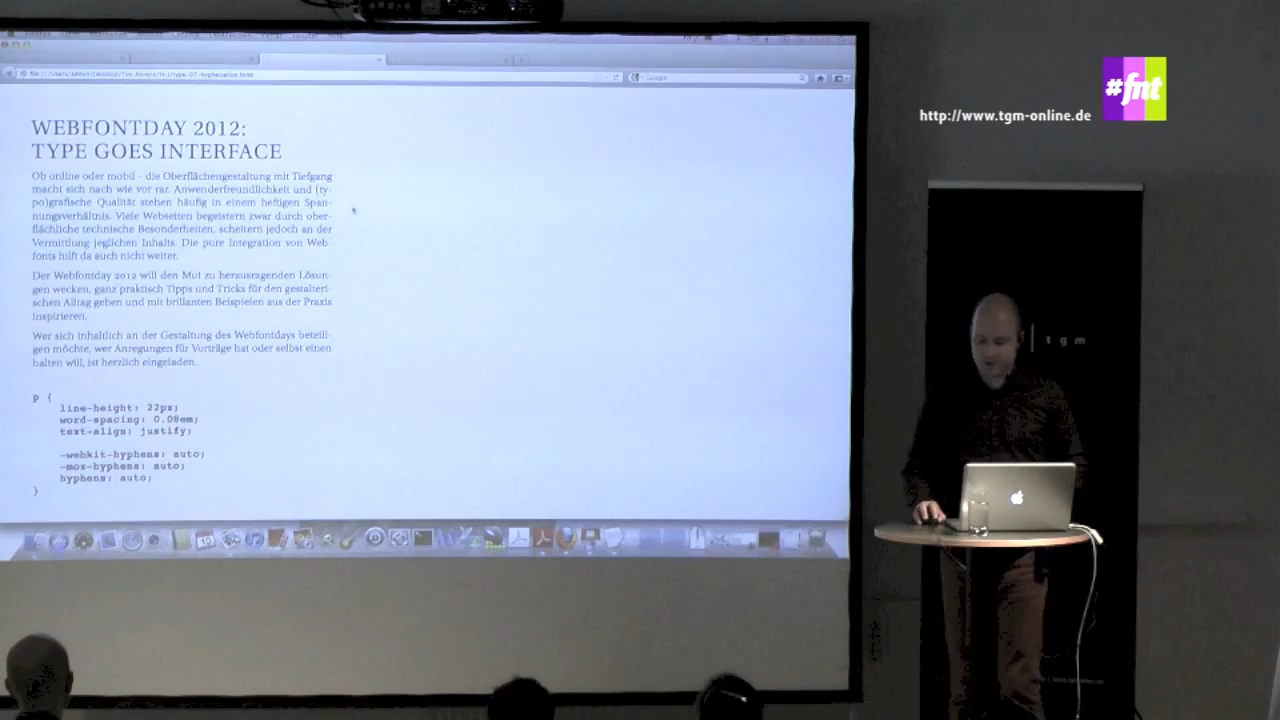 file:///Users/admin/Desktop/Tim
Google
WEBFONTDAY 2012:
TYPE GOES INTERFACE
Ob online oder mobil – die Oberflächengestaltung mit Tiefgang
macht sich nach wie vor rar. Anwenderfreundlichkeit und (ty-
po)grafische Qualität stehen häufig in einem heftigen Span-
nungsverhältnis. Viele Webseiten begeistern zwar durch ober-
flächliche technische Besonderheiten, scheitern jedoch an der
Vermittlung jeglichen Inhalts. Die pure Integration von Web-
fonts hilft da auch nicht weiter.
Der Webfontday 2012 will den Mut zu herausragenden Lösun-
gen wecken, ganz praktisch Tipps und Tricks für den gestalteri-
schen Alltag geben und mit brillanten Beispielen aus der Praxis
inspirieren.
Wer sich inhaltlich an der Gestaltung des Webfontdays beteili-
gen möchte, wer Anregungen für Vorträge hat oder selbst einen
halten will, ist herzlich eingeladen.
p {
line-height: 22px;
word-spacing: 0.08em;
text-align: justify;
-webkit-hyphens: auto;
-moz-hyphens: auto;
hyphens: auto;
}
http://www.tgm-online.de
#fnt
tgm